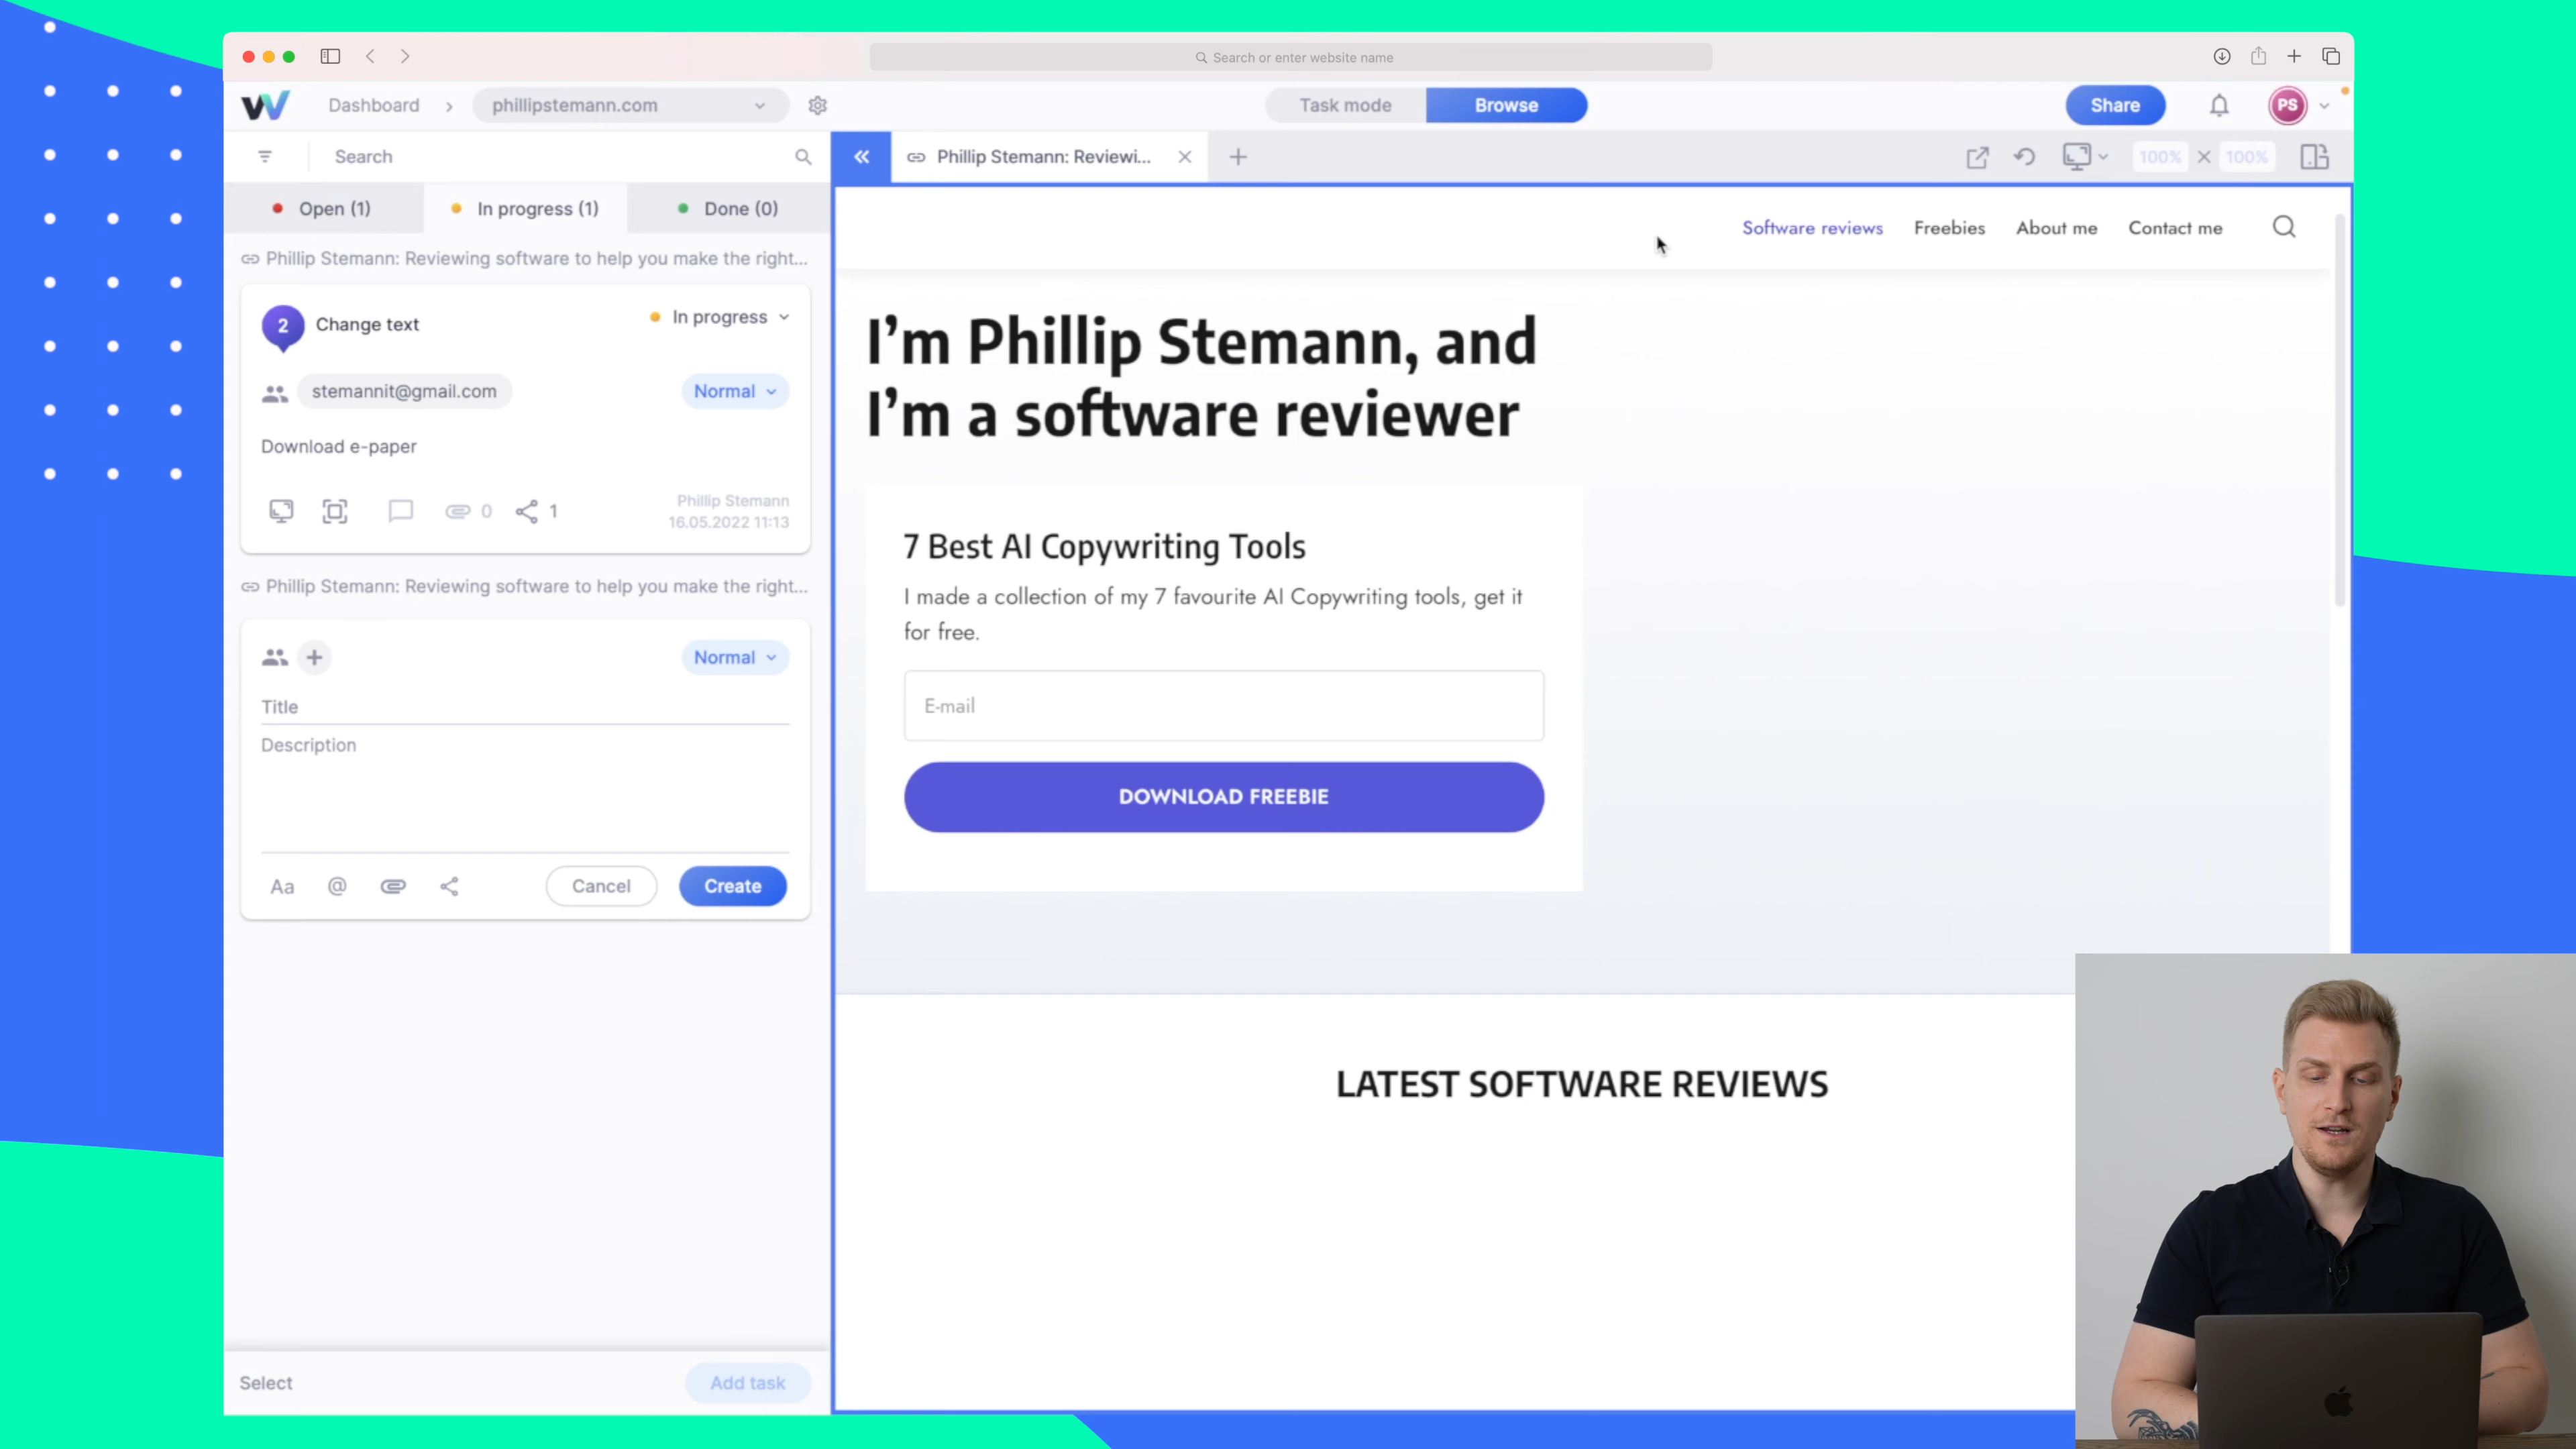 Search or enter website name
Dashboard
phillipstemann.com
Task mode
Browse
Share
PS
Search
Phillip Stemann: Reviewi...
100%
100%
Open (1)
In progress (1)
Done (0)
Phillip Stemann: Reviewing software to help you make the right...
2
Change text
In progress
stemannit@gmail.com
Normal
Download e-paper
0
1
Phillip Stemann
16.05.2022 11:13
Phillip Stemann: Reviewing software to help you make the right...
Normal
Title
Description
Aa
@
Cancel
Create
Select
Add task
Software reviews
Freebies
About me
Contact me
I'm Phillip Stemann, and
I'm a software reviewer
7 Best AI Copywriting Tools
I made a collection of my 7 favourite AI Copywriting tools, get it
for free.
E-mail
DOWNLOAD FREEBIE
LATEST SOFTWARE REVIEWS